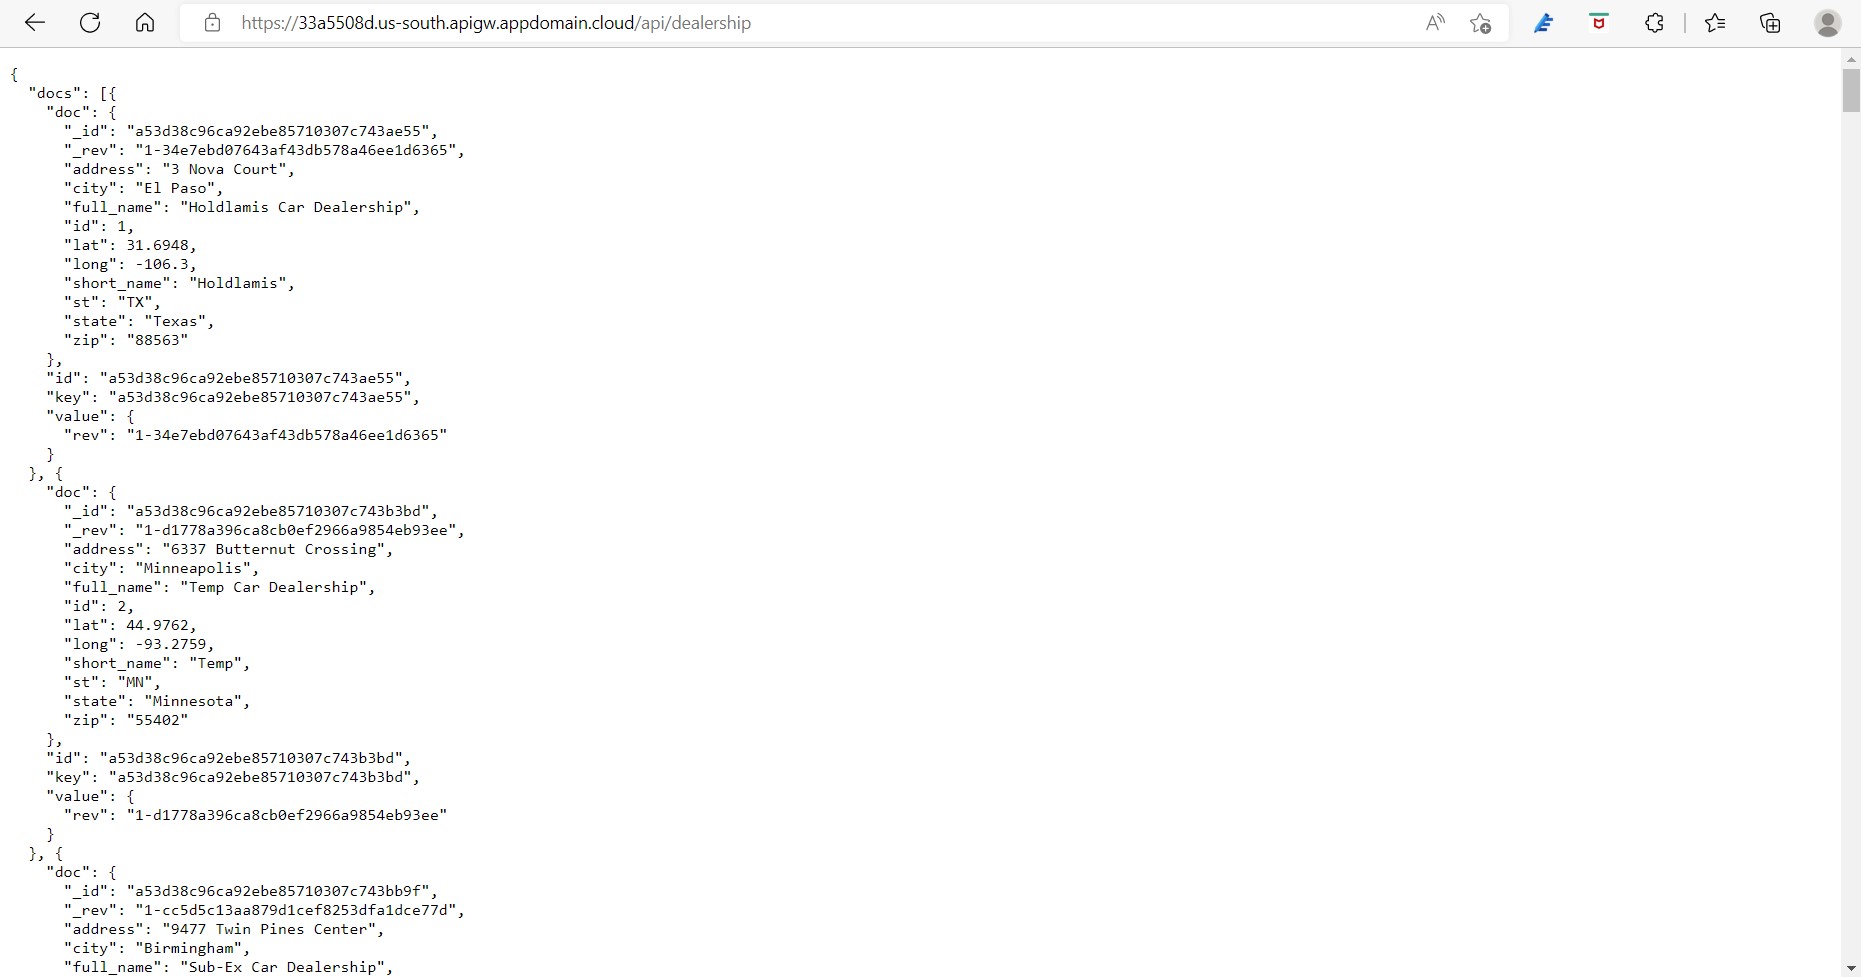 https://33a5508d.us-south.apigw.appdomain.cloud/api/dealership
{
  "docs": [{
    "doc": {
      "_id": "a53d38c96ca92ebe85710307c743ae55",
      "_rev": "1-34e7ebd07643af43db578a46ee1d6365",
      "address": "3 Nova Court",
      "city": "El Paso",
      "full_name": "Holdlamis Car Dealership",
      "id": 1,
      "lat": 31.6948,
      "long": -106.3,
      "short_name": "Holdlamis",
      "st": "TX",
      "state": "Texas",
      "zip": "88563"
    },
    "id": "a53d38c96ca92ebe85710307c743ae55",
    "key": "a53d38c96ca92ebe85710307c743ae55",
    "value": {
      "rev": "1-34e7ebd07643af43db578a46ee1d6365"
    }
  }, {
    "doc": {
      "_id": "a53d38c96ca92ebe85710307c743b3bd",
      "_rev": "1-d1778a396ca8cb0ef2966a9854eb93ee",
      "address": "6337 Butternut Crossing",
      "city": "Minneapolis",
      "full_name": "Temp Car Dealership",
      "id": 2,
      "lat": 44.9762,
      "long": -93.2759,
      "short_name": "Temp",
      "st": "MN",
      "state": "Minnesota",
      "zip": "55402"
    },
    "id": "a53d38c96ca92ebe85710307c743b3bd",
    "key": "a53d38c96ca92ebe85710307c743b3bd",
    "value": {
      "rev": "1-d1778a396ca8cb0ef2966a9854eb93ee"
    }
  }, {
    "doc": {
      "_id": "a53d38c96ca92ebe85710307c743bb9f",
      "_rev": "1-cc5d5c13aa879d1cef8253dfa1dce77d",
      "address": "9477 Twin Pines Center",
      "city": "Birmingham",
      "full_name": "Sub-Ex Car Dealership",